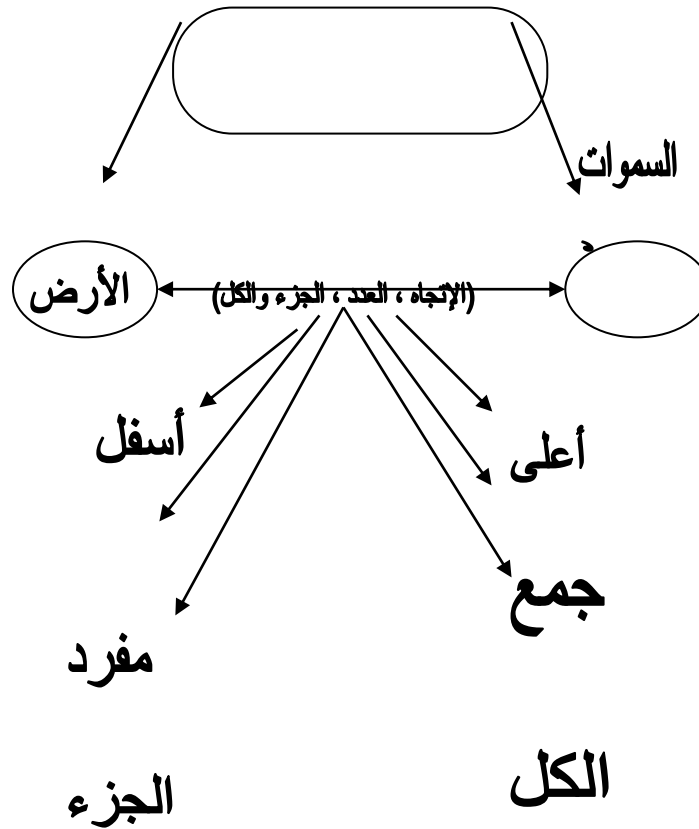 السموات
الأرض
(الإتجاه ، العدد ، الجزء والكل)
أعلى
أسفل
جمع
مفرد
الكل
الجزء